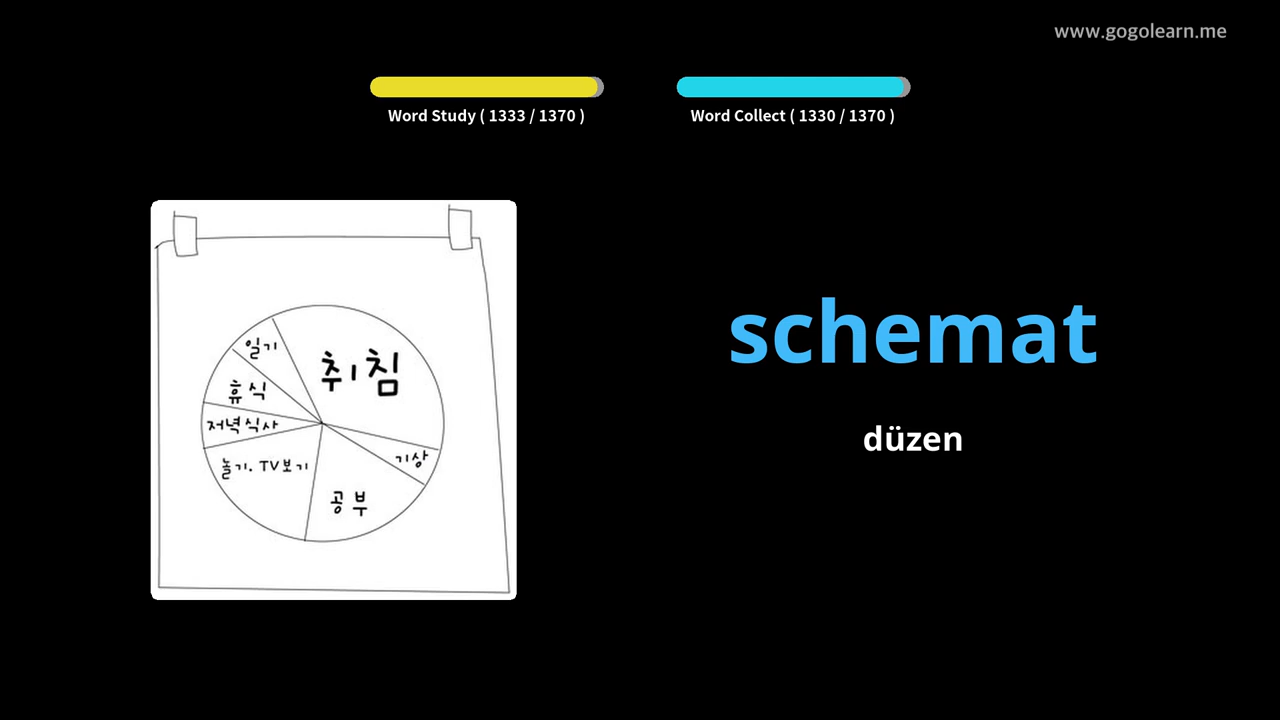 www.gogolearn.me
Word Study ( 1333 / 1370 )
Word Collect ( 1330 / 1370 )
일기
취침
휴식
저녁식사
놀기. TV보기
기상
공부
schemat
düzen